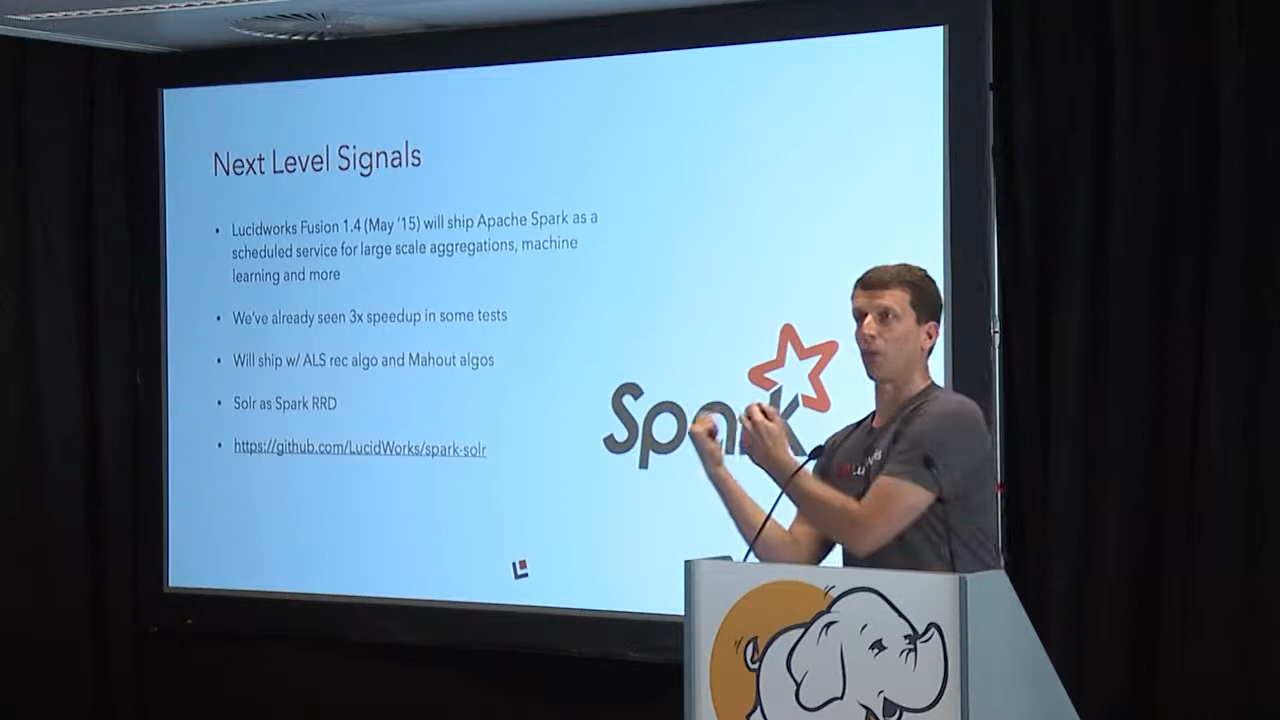 Next Level Signals
• Lucidworks Fusion 1.4 (May '15) will ship Apache Spark as a
scheduled service for large scale aggregations, machine
learning and more
• We've already seen 3x speedup in some tests
• Will ship w/ ALS rec algo and Mahout algos
• Solr as Spark RRD
• https://github.com/LucidWorks/spark-solr
Spark